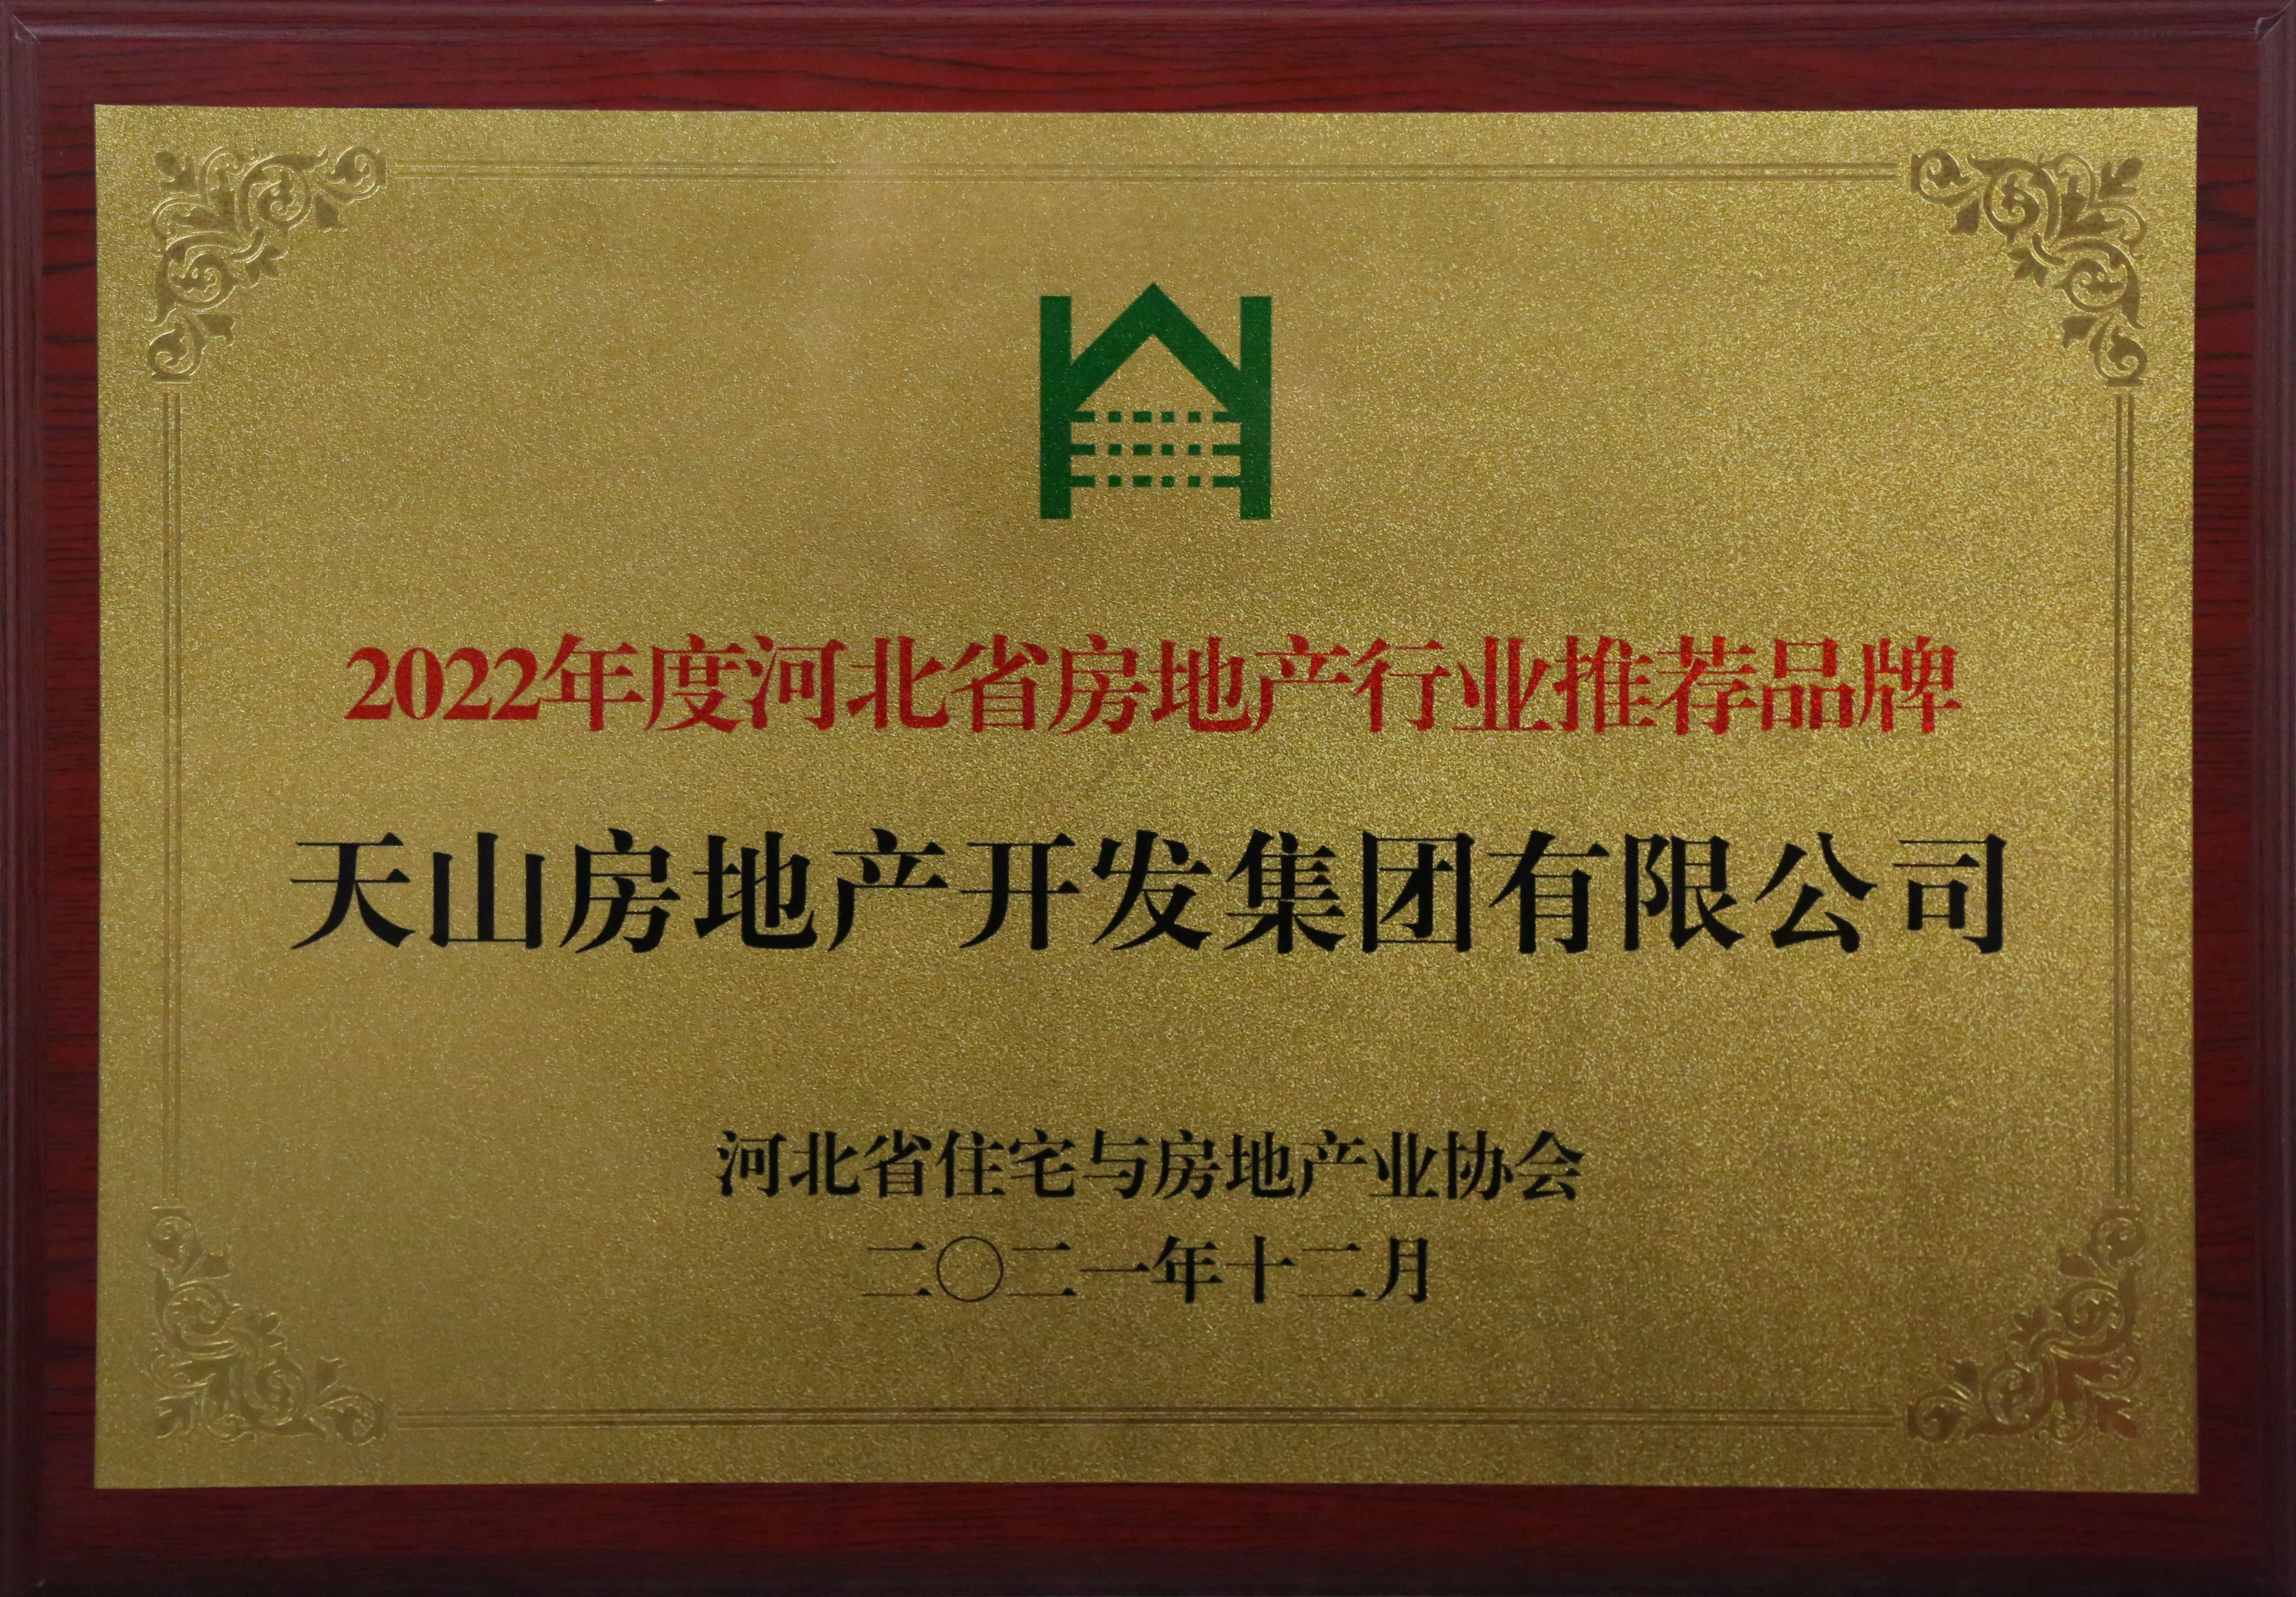 2022年度河北省房地产行业推荐品牌
天山房地产开发集团有限公司
河北省住宅与房地产业协会
二〇二一年十二月